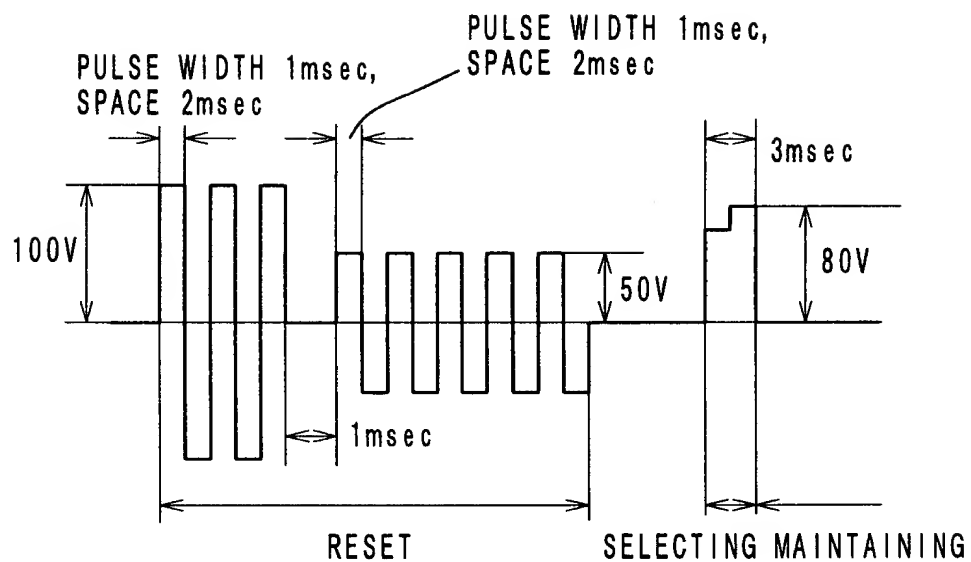 PULSE WIDTH 1msec,
SPACE 2msec
PULSE WIDTH 1msec,
SPACE 2msec
3msec
100V
50V
80V
1msec
RESET
SELECTING MAINTAINING